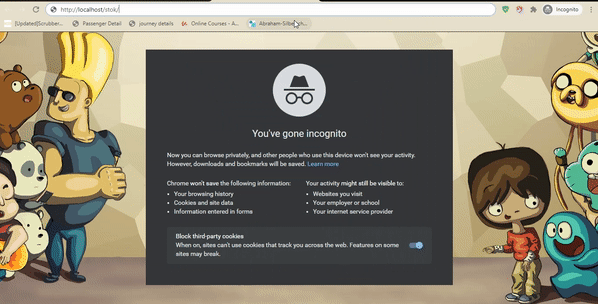 http://localhost/stok/
Incognito
[Updated]Scrubber...
Passenger Detail
journey details
Online Courses - A...
Abraham-Silbe
You've gone incognito
Now you can browse privately, and other people who use this device won't see your activity.
However, downloads and bookmarks will be saved. Learn more
Chrome won't save the following information:
• Your browsing history
• Cookies and site data
• Information entered in forms
Your activity might still be visible to:
• Websites you visit
• Your employer or school
• Your internet service provider
Block third-party cookies
When on, sites can't use cookies that track you across the web. Features on some
sites may break.